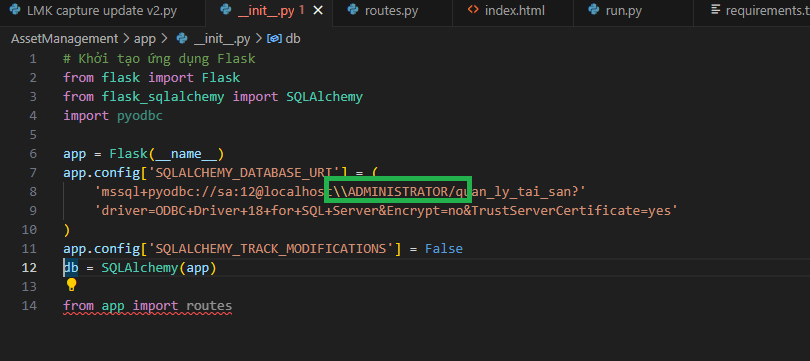 LMK capture update v2.py __init__.py 1 routes.py index.html run.py requirements.t
AssetManagement > app > __init__.py > db
1 # Khởi tạo ứng dụng Flask
2 from flask import Flask
3 from flask_sqlalchemy import SQLAlchemy
4 import pyodbc
5
6 app = Flask(__name__)
7 app.config['SQLALCHEMY_DATABASE_URI'] = (
8 'mssql+pyodbc://sa:12@localhost\\ADMINISTRATOR/quan_ly_tai_san?'
9 'driver=ODBC+Driver+18+for+SQL+Server&Encrypt=no&TrustServerCertificate=yes'
10 )
11 app.config['SQLALCHEMY_TRACK_MODIFICATIONS'] = False
12 db = SQLAlchemy(app)
13
14 from app import routes